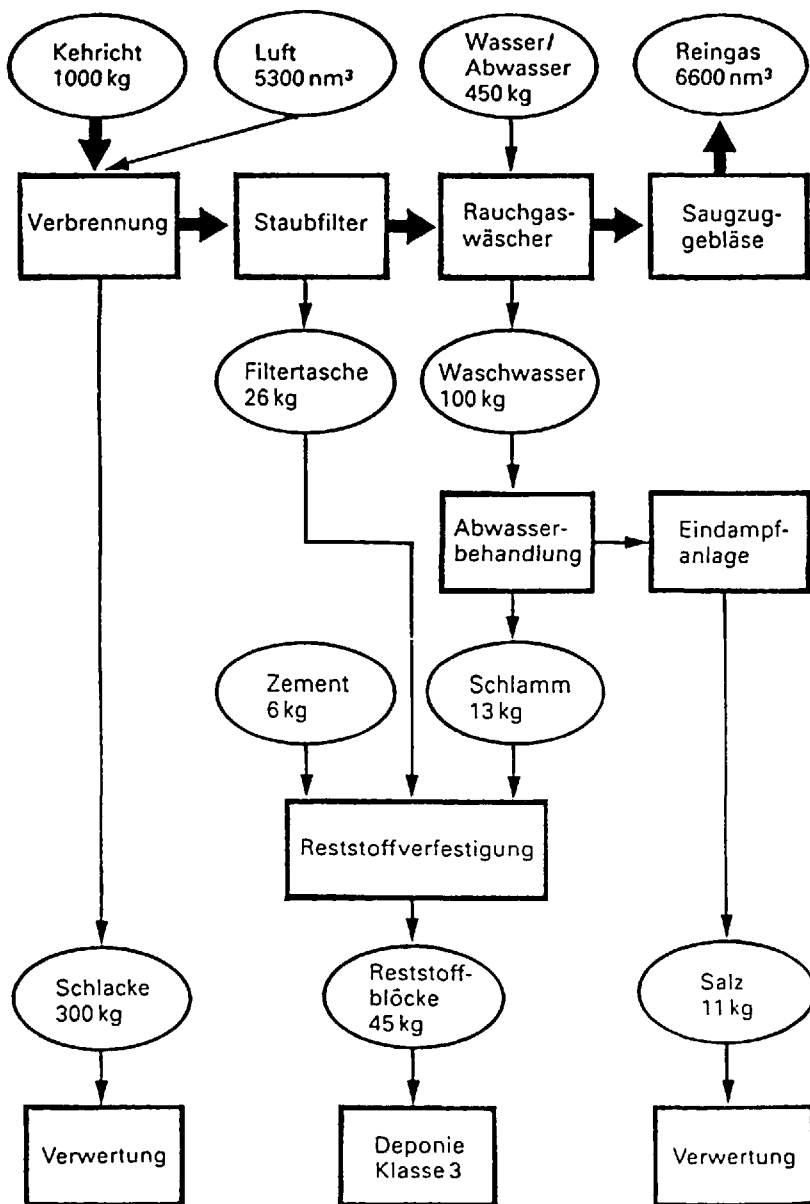 Kehricht
1000 kg
Luft
5300 nm³
Wasser/
Abwasser
450 kg
Reingas
6600 nm³
Verbrennung
Staubfilter
Rauchgas-
wäscher
Saugzug-
gebläse
Filtertasche
26 kg
Waschwasser
100 kg
Abwasser-
behandlung
Eindampf-
anlage
Zement
6 kg
Schlamm
13 kg
Reststoffverfestigung
Schlacke
300 kg
Reststoff-
blöcke
45 kg
Salz
11 kg
Verwertung
Deponie
Klasse 3
Verwertung